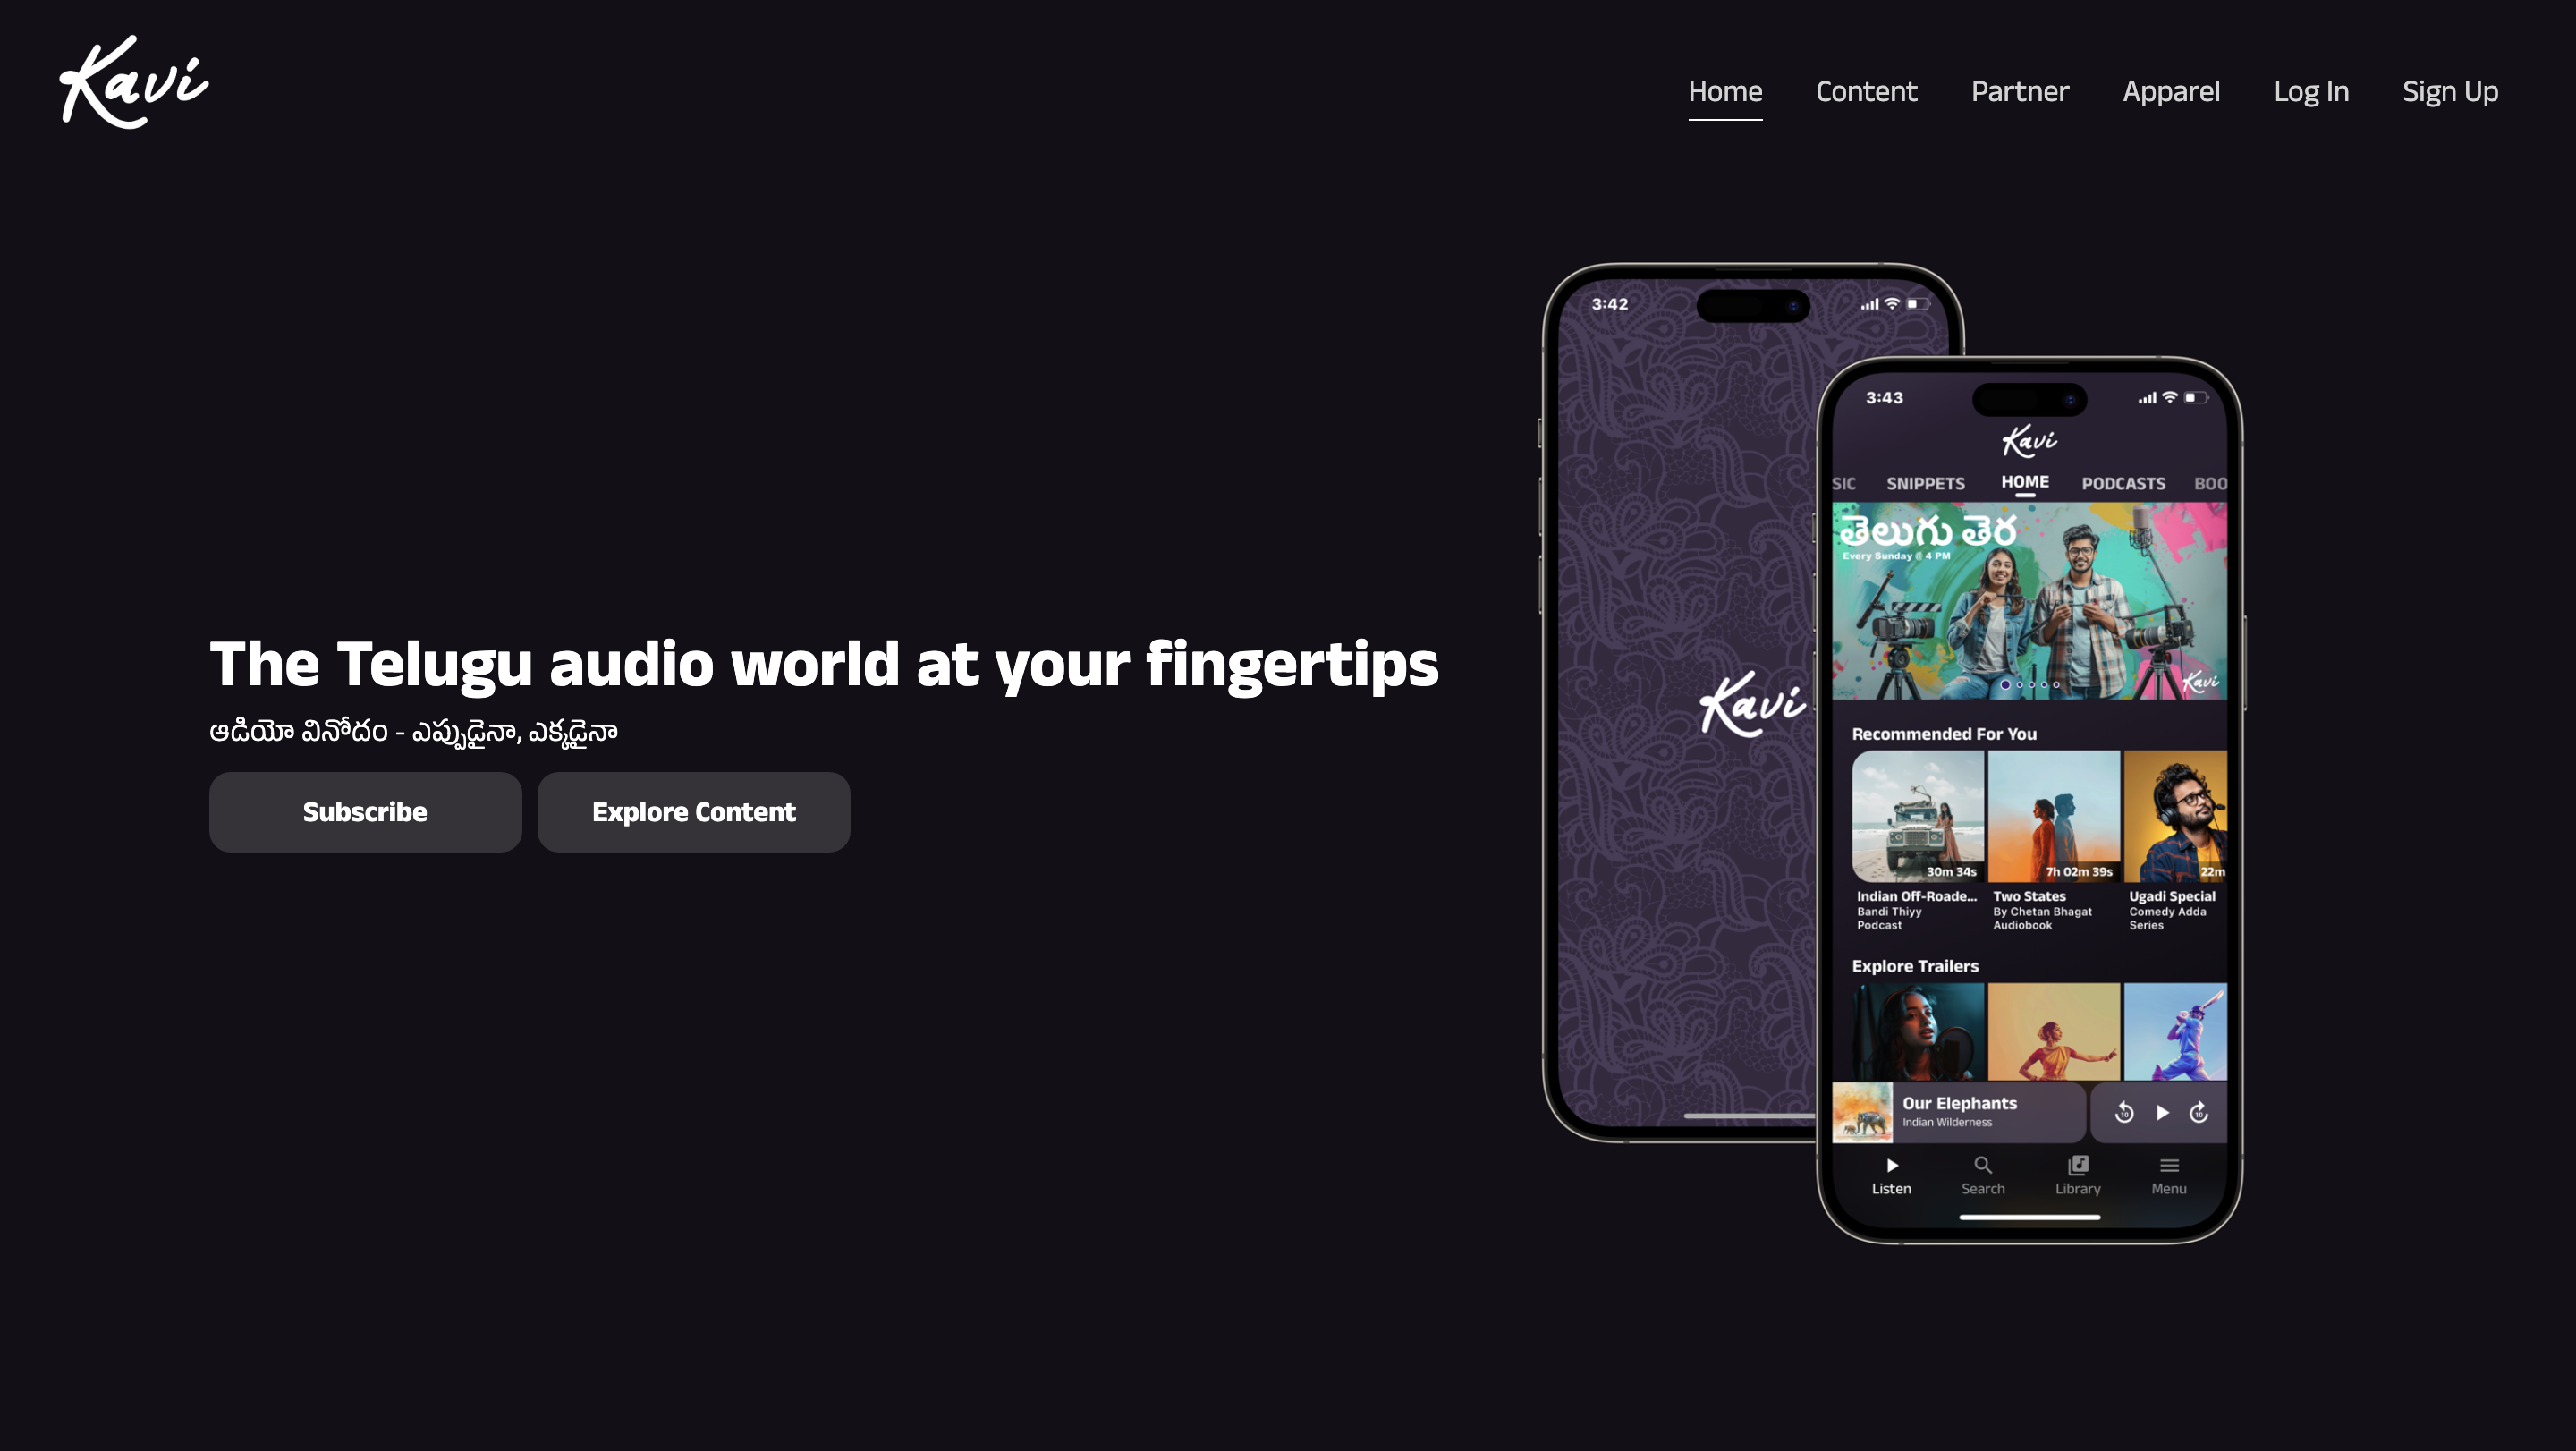 Kavi
Home Content Partner Apparel Log In Sign Up
The Telugu audio world at your fingertips
ఆడియో వినోదం - ఎప్పుడైనా, ఎక్కడైనా
Subscribe Explore Content
3:42
Kavi
3:43
Kavi
SIC SNIPPETS HOME PODCASTS BOO
తెలుగు తెర
Every Sunday @ 4 PM
Kavi
Recommended For You
30m 34s 7h 02m 39s 22m
Indian Off-Roade... Two States Ugadi Special
Bandi Thiyy By Chetan Bhagat Comedy Adda
Podcast Audiobook Series
Explore Trailers
Our Elephants
Indian Wilderness
10 10
Listen Search Library Menu